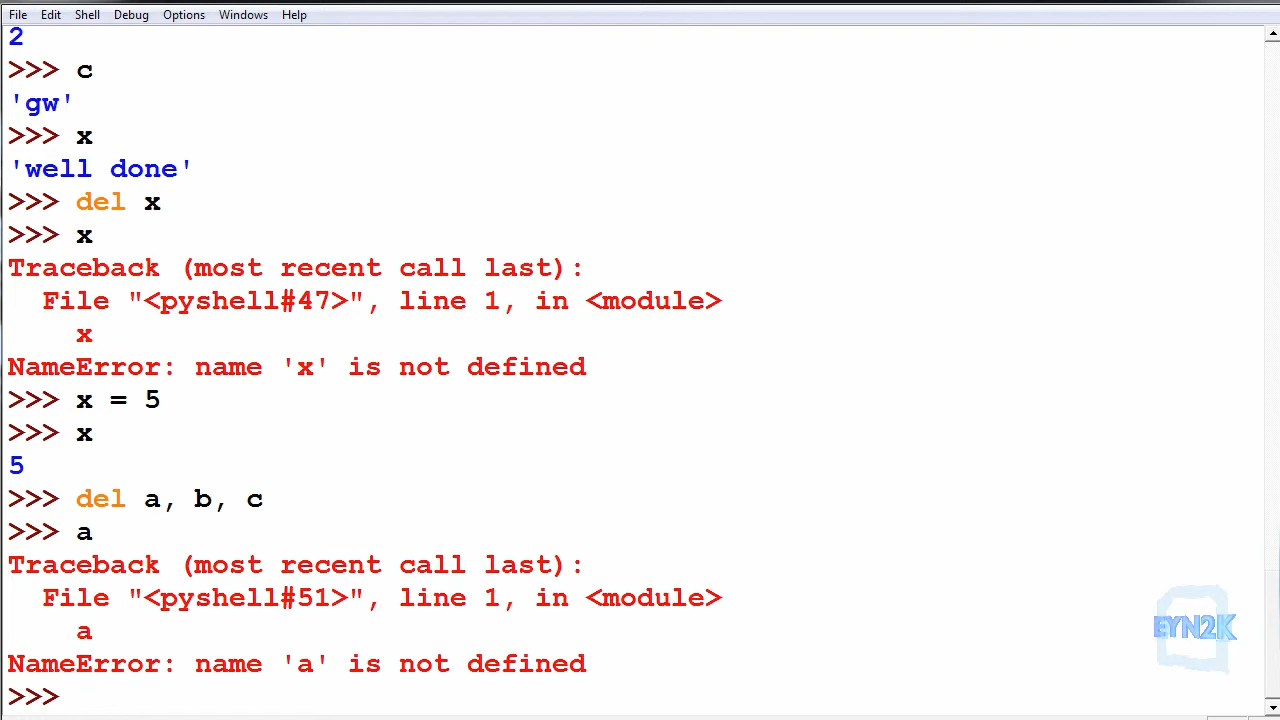 File Edit Shell Debug Options Windows Help
2
>>> c
'gw'
>>> x
'well done'
>>> del x
>>> x
Traceback (most recent call last):
  File "<pyshell#47>", line 1, in <module>
    x
NameError: name 'x' is not defined
>>> x = 5
>>> x
5
>>> del a, b, c
>>> a
Traceback (most recent call last):
  File "<pyshell#51>", line 1, in <module>
    a
NameError: name 'a' is not defined
>>>
EYN2K